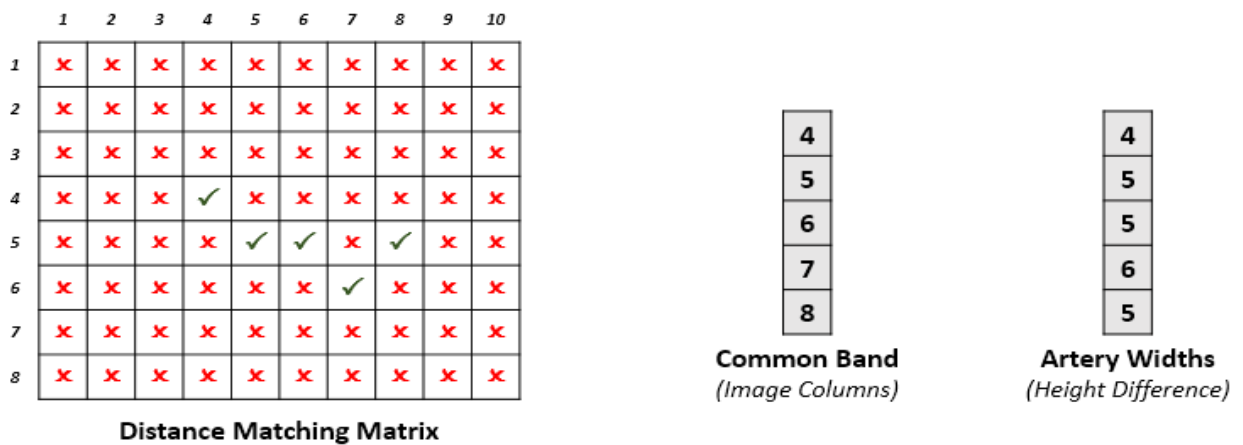 1 2 3 4 5 6 7 8 9 10
1 x x x x x x x x x x
2 x x x x x x x x x x
3 x x x x x x x x x x
4 x x x ✓ x x x x x x
5 x x x x ✓ ✓ x ✓ x x
6 x x x x x x ✓ x x x
7 x x x x x x x x x x
8 x x x x x x x x x x
Distance Matching Matrix
4
5
6
7
8
Common Band
(Image Columns)
4
5
5
6
5
Artery Widths
(Height Difference)